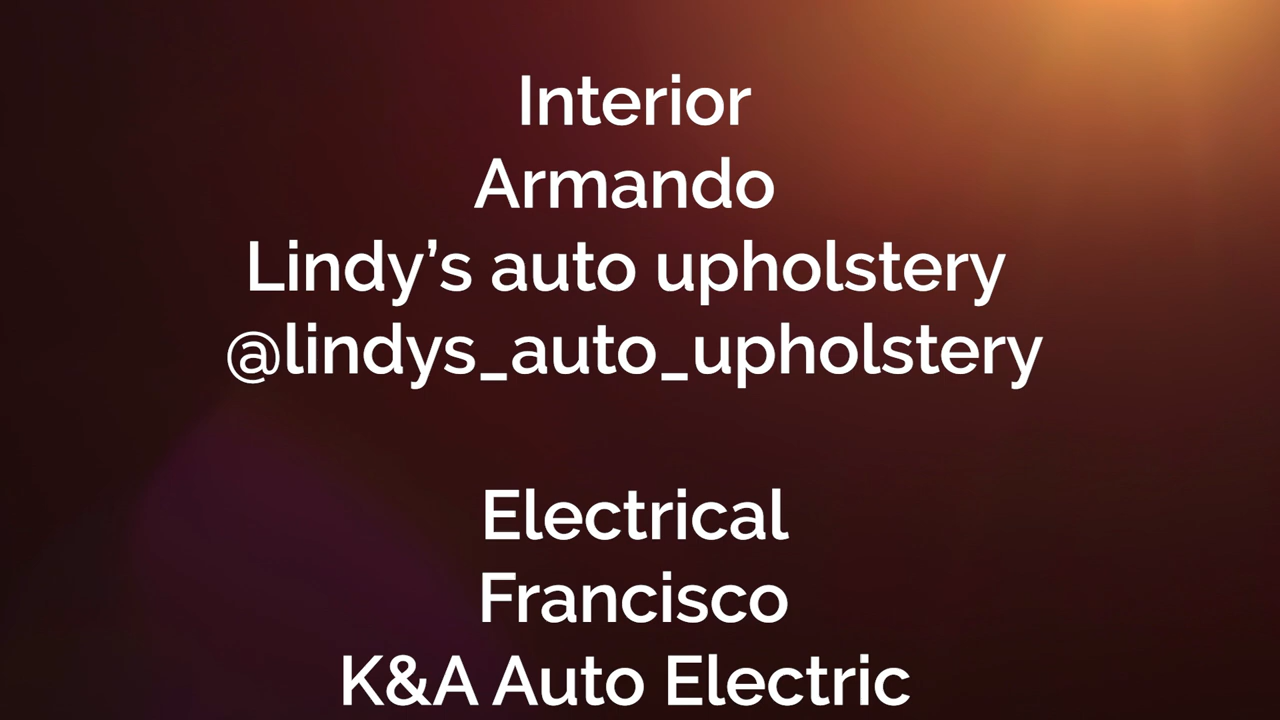 Interior
Armando
Lindy’s auto upholstery
@lindys_auto_upholstery
Electrical
Francisco
K&A Auto Electric